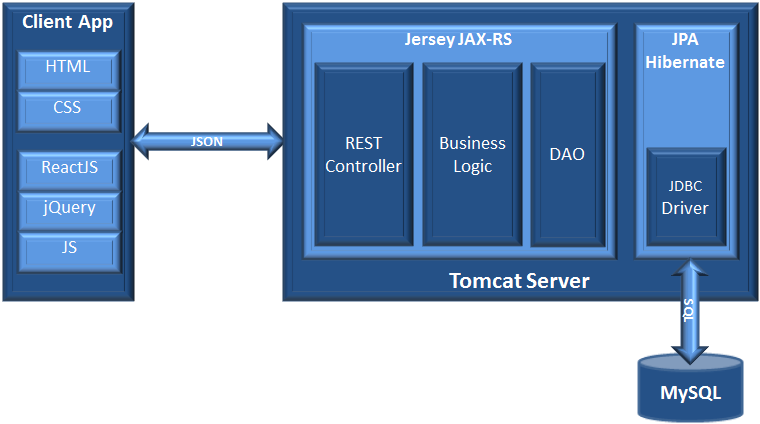 Client App
HTML
CSS
ReactJS
jQuery
JS
JSON
Jersey JAX-RS
REST
Controller
Business
Logic
DAO
JPA
Hibernate
JDBC
Driver
Tomcat Server
SQL
MySQL